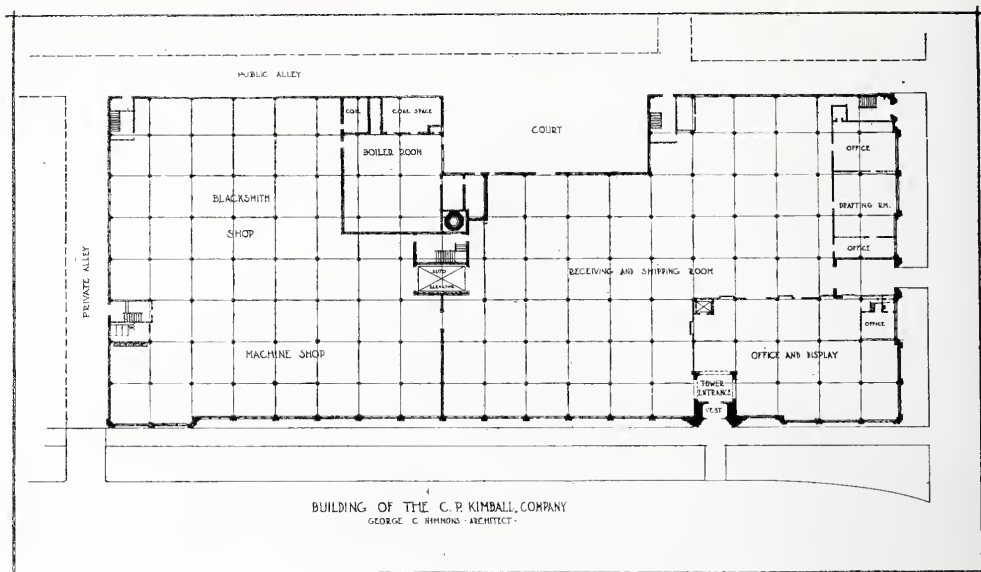 PUBLIC ALLEY
COAL
COAL SPACE
COURT
BOILER ROOM
OFFICE
BLACKSMITH
SHOP
DRAFTING RM.
OFFICE
AUTO
ELEVATOR
RECEIVING AND SHIPPING ROOM
PRIVATE ALLEY
OFFICE
MACHINE SHOP
OFFICE AND DISPLAY
TOWER
ENTRANCE
VEST
BUILDING OF THE C. P. KIMBALL, COMPANY
GEORGE C NIMMONS - ARCHITECT -